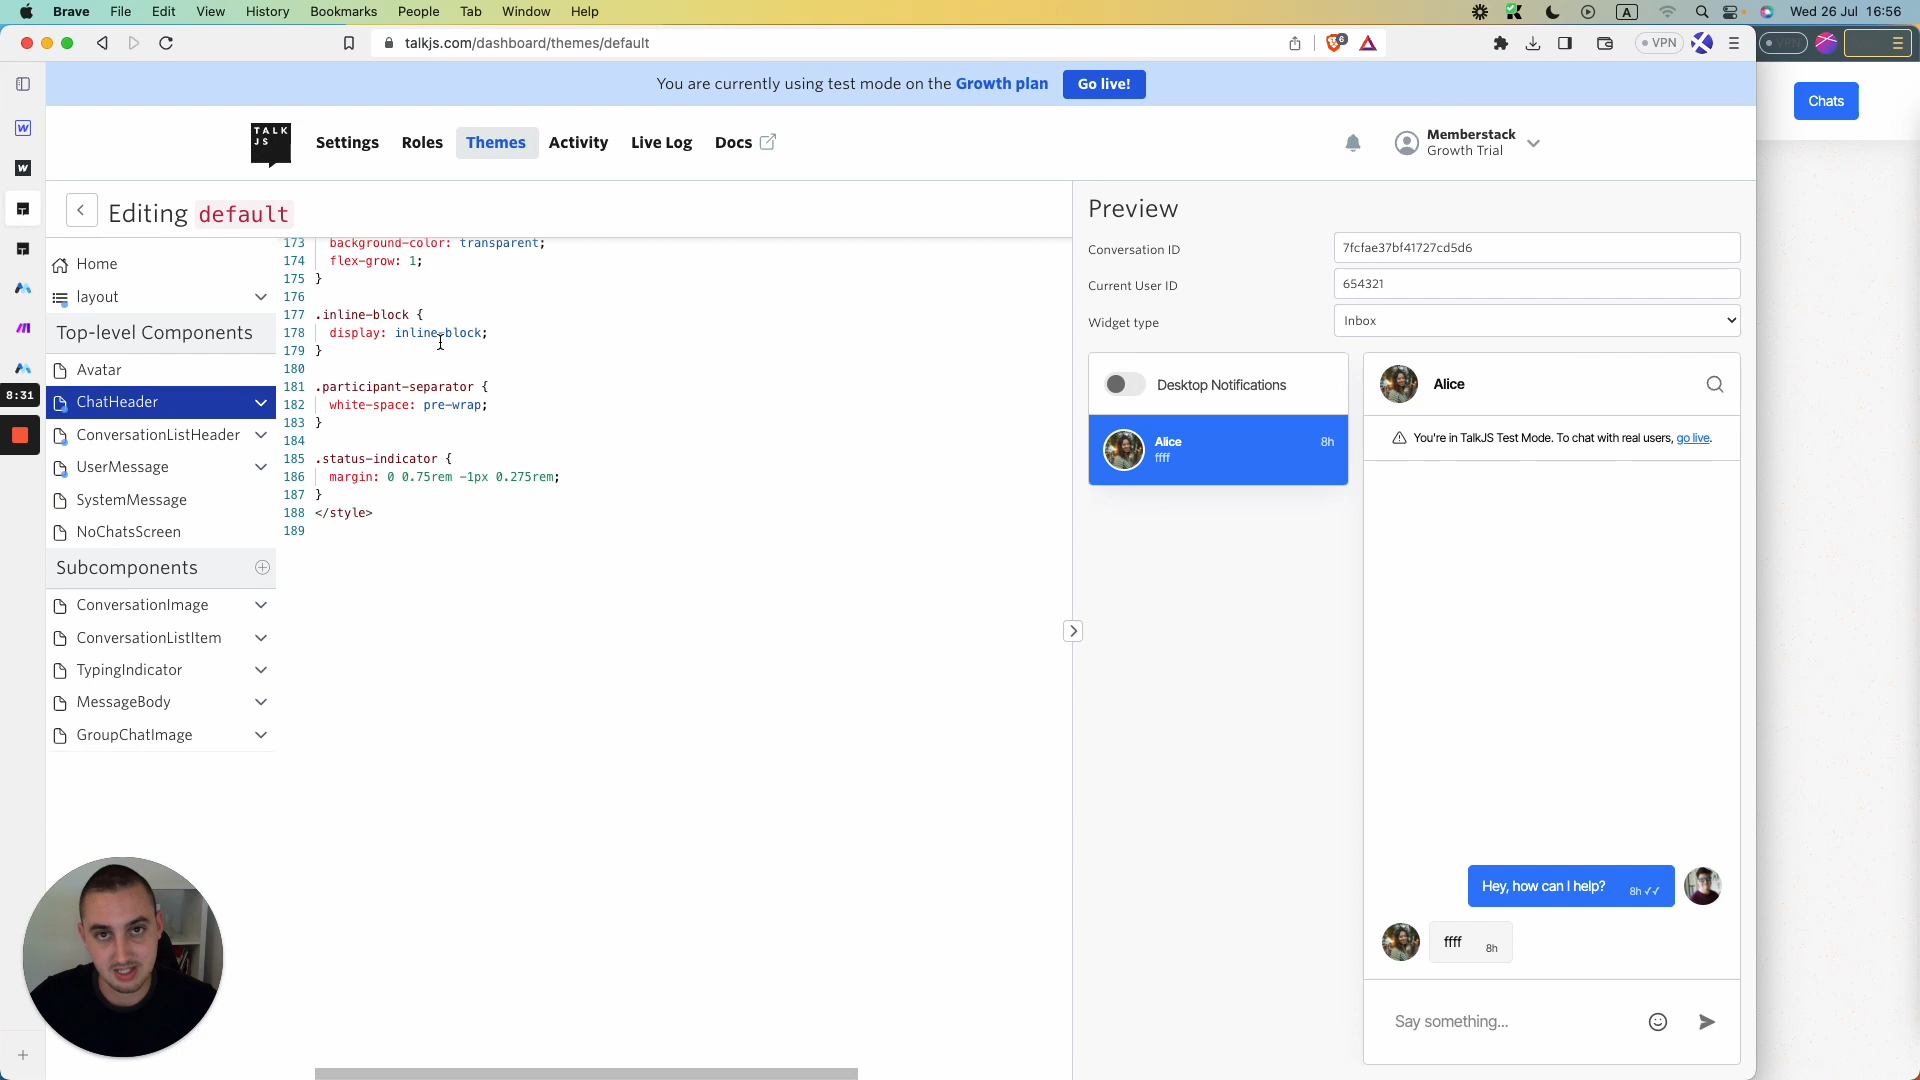 Brave File Edit View History Bookmarks People Tab Window Help
A Wed 26 Jul 16:56
talkjs.com/dashboard/themes/default
6
VPN
You are currently using test mode on the Growth plan Go live!
Chats
TALK JS
Settings Roles Themes Activity Live Log Docs
Memberstack
Growth Trial
Editing default
Home
layout
Top-level Components
Avatar
8:31
ChatHeader
ConversationListHeader
UserMessage
SystemMessage
NoChatsScreen
Subcomponents
ConversationImage
ConversationListItem
TypingIndicator
MessageBody
GroupChatImage
173 background-color: transparent;
174 flex-grow: 1;
175 }
176
177 .inline-block {
178 display: inline-block;
179 }
180
181 .participant-separator {
182 white-space: pre-wrap;
183 }
184
185 .status-indicator {
186 margin: 0 0.75rem -1px 0.275rem;
187 }
188 </style>
189
Preview
Conversation ID 7fcfae37bf41727cd5d6
Current User ID 654321
Widget type Inbox
Desktop Notifications
Alice 8h
ffff
Alice
You're in TalkJS Test Mode. To chat with real users, go live.
Hey, how can I help? 8h ✓✓
ffff 8h
Say something...